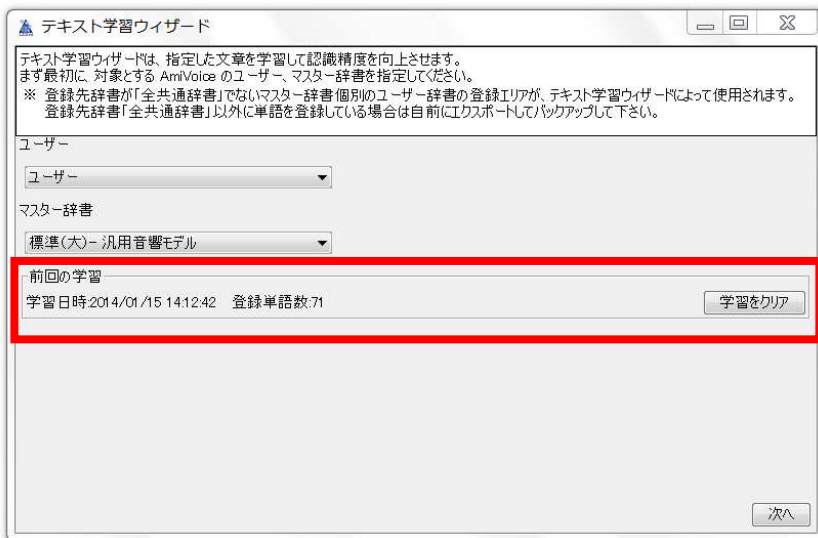 テキスト学習ウィザード
テキスト学習ウィザードは、指定した文章を学習して認識精度を向上させます。
まず最初に、対象とする AmiVoice のユーザー、マスター辞書を指定してください。
※ 登録先辞書が「全共通辞書」でないマスター辞書個別のユーザー辞書の登録エリアが、テキスト学習ウィザードによって使用されます。
登録先辞書「全共通辞書」以外に単語を登録している場合は自前にエクスポートしてバックアップして下さい。
ユーザー
ユーザー
マスター辞書
標準(大)- 汎用音響モデル
前回の学習
学習日時:2014/01/15 14:12:42 登録単語数:71
学習をクリア
次へ